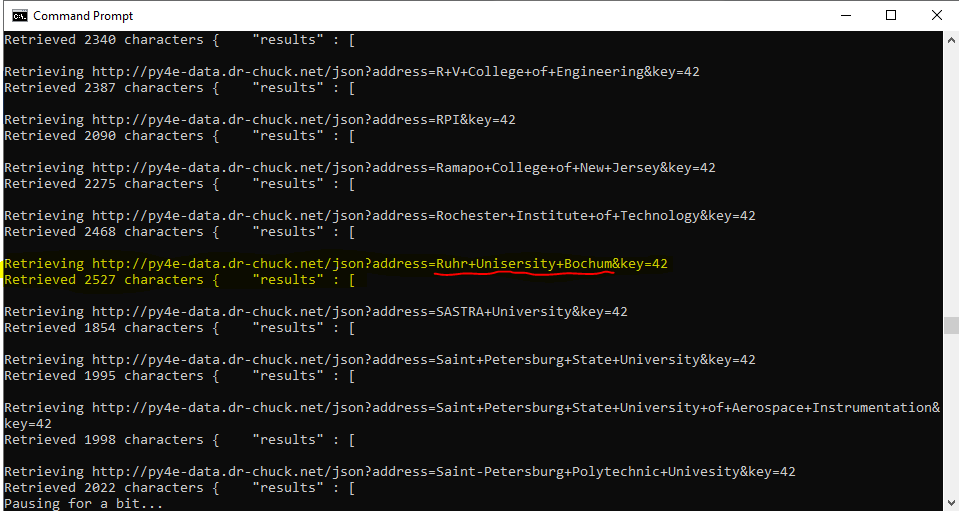 Command Prompt
Retrieved 2340 characters {    "results" : [
Retrieving http://py4e-data.dr-chuck.net/json?address=R+V+College+of+Engineering&key=42
Retrieved 2387 characters {    "results" : [
Retrieving http://py4e-data.dr-chuck.net/json?address=RPI&key=42
Retrieved 2090 characters {    "results" : [
Retrieving http://py4e-data.dr-chuck.net/json?address=Ramapo+College+of+New+Jersey&key=42
Retrieved 2275 characters {    "results" : [
Retrieving http://py4e-data.dr-chuck.net/json?address=Rochester+Institute+of+Technology&key=42
Retrieved 2468 characters {    "results" : [
Retrieving http://py4e-data.dr-chuck.net/json?address=Ruhr+Unisersity+Bochum&key=42
Retrieved 2527 characters {    "results" : [
Retrieving http://py4e-data.dr-chuck.net/json?address=SASTRA+University&key=42
Retrieved 1854 characters {    "results" : [
Retrieving http://py4e-data.dr-chuck.net/json?address=Saint+Petersburg+State+University&key=42
Retrieved 1995 characters {    "results" : [
Retrieving http://py4e-data.dr-chuck.net/json?address=Saint+Petersburg+State+University+of+Aerospace+Instrumentation&
key=42
Retrieved 1998 characters {    "results" : [
Retrieving http://py4e-data.dr-chuck.net/json?address=Saint-Petersburg+Polytechnic+Univesity&key=42
Retrieved 2022 characters {    "results" : [
Pausing for a bit...